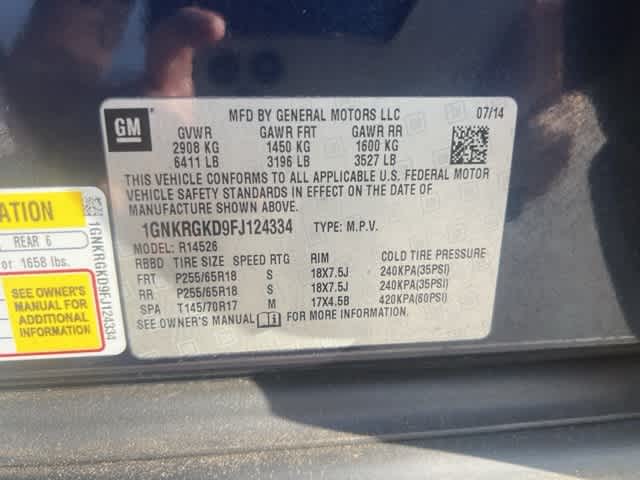 GM
MFD BY GENERAL MOTORS LLC 07/14
GVWR GAWR FRT GAWR RR
2908 KG 1450 KG 1600 KG
6411 LB 3196 LB 3527 LB
THIS VEHICLE CONFORMS TO ALL APPLICABLE U.S. FEDERAL MOTOR
VEHICLE SAFETY STANDARDS IN EFFECT ON THE DATE OF
MANUFACTURE SHOWN ABOVE.
1GNKRGKD9FJ124334 TYPE: M.P.V.
MODEL: R14526
RBBD TIRE SIZE SPEED RTG RIM COLD TIRE PRESSURE
FRT P255/65R18 S 18X7.5J 240KPA(35PSI)
RR P255/65R18 S 18X7.5J 240KPA(35PSI)
SPA T145/70R17 M 17X4.5B 420KPA(60PSI)
SEE OWNER'S MANUAL FOR MORE INFORMATION.
ATION
REAR 6
or 1658 lbs.
SEE OWNER'S
MANUAL FOR
ADDITIONAL
INFORMATION
1GNKRGKD9FJ124334